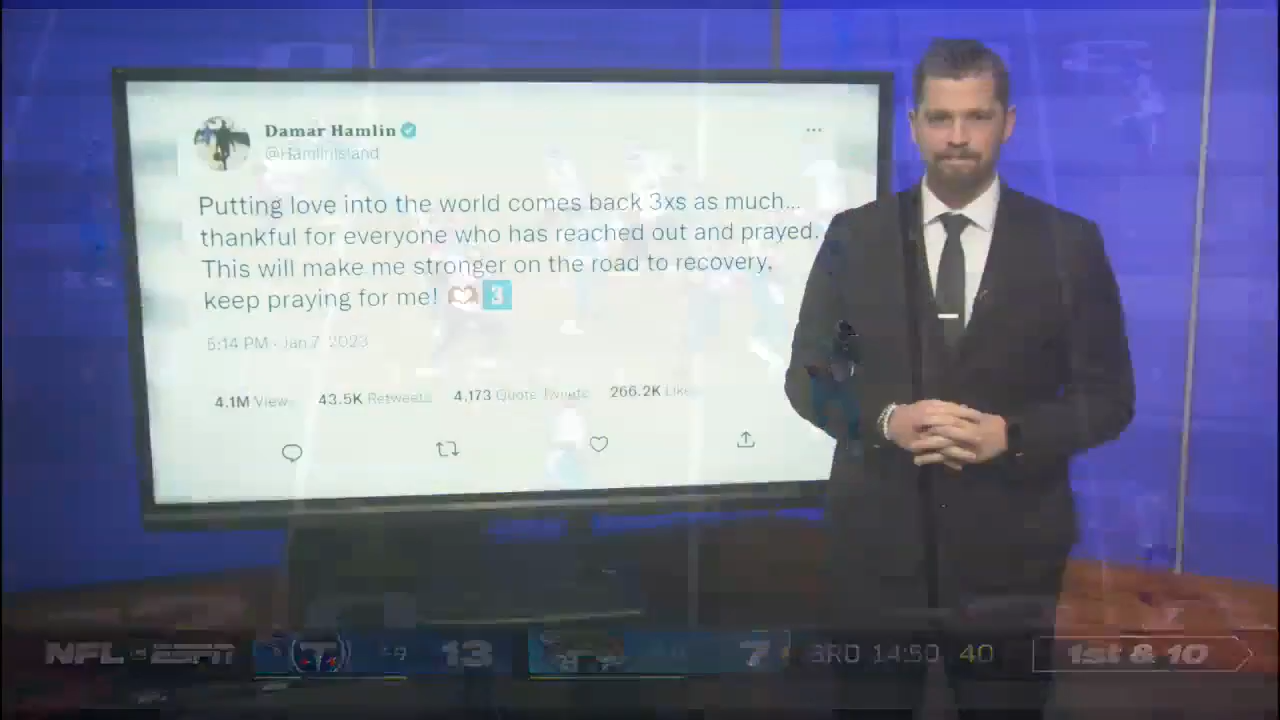 Damar Hamlin
@HamlinIsland
Putting love into the world comes back 3xs as much...
thankful for everyone who has reached out and prayed.
This will make me stronger on the road to recovery,
keep praying for me! 🫶 3
5:14 PM · Jan 7, 2023
4.1M Views 43.5K Retweets 4,173 Quote Tweets 266.2K Likes
NFL ESPN T 13 7 3RD 14:50 40 1st & 10